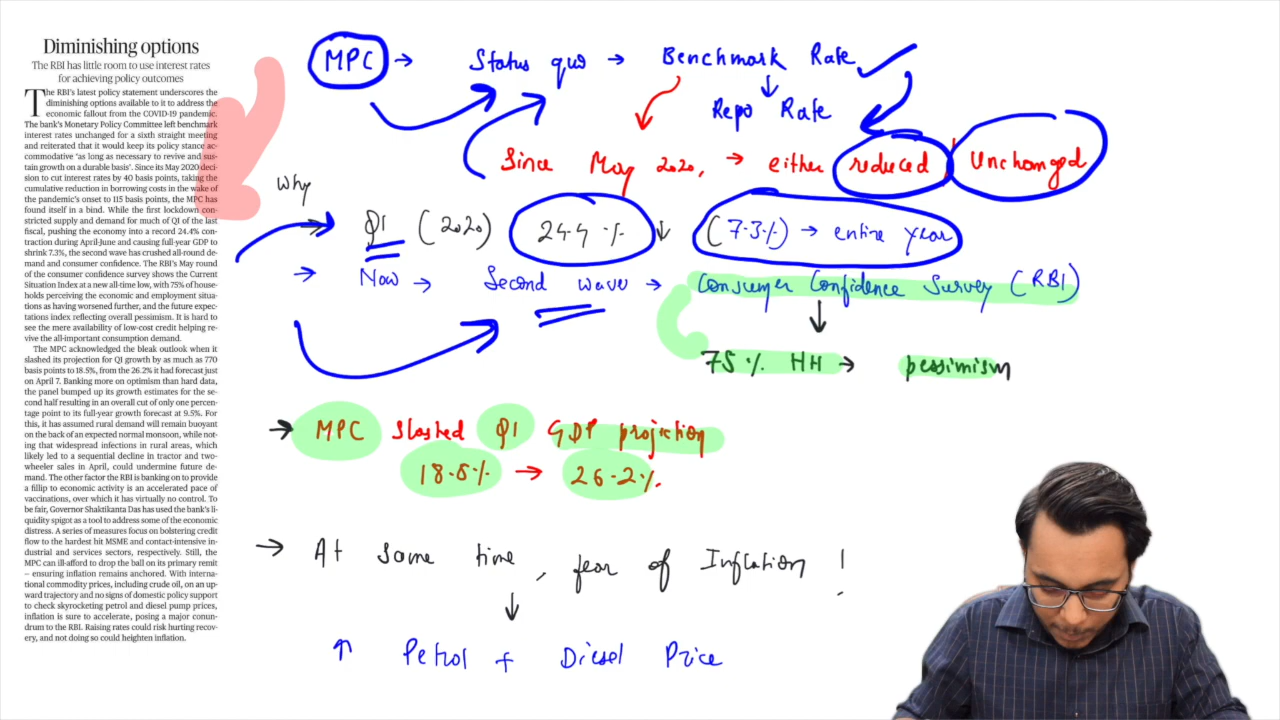 Diminishing options
The RBI has little room to use interest rates
for achieving policy outcomes
The RBI's latest policy statement underscores the
diminishing options available to it to address the
economic fallout from the COVID-19 pandemic.
The bank's Monetary Policy Committee left benchmark
interest rates unchanged for a sixth straight meeting
and reiterated that it would keep its policy stance ac-
commodative 'as long as necessary to revive and sus-
tain growth on a durable basis'. Since its May 2020 deci-
sion to cut interest rates by 40 basis points, taking the
cumulative reduction in borrowing costs in the wake of
the pandemic's onset to 115 basis points, the MPC has
found itself in a bind. While the first lockdown con-
stricted supply and demand for much of Q1 of the last
fiscal, pushing the economy into a record 24.4% con-
traction during April-June and causing full-year GDP to
shrink 7.3%, the second wave has crushed all-round de-
mand and consumer confidence. The RBI's May round
of the consumer confidence survey shows the Current
Situation Index at a new all-time low, with 75% of house-
holds perceiving the economic and employment situa-
tions as having worsened further, and the future expec-
tations index reflecting overall pessimism. It is hard to
see the mere availability of low-cost credit helping re-
vive the all-important consumption demand.
The MPC acknowledged the bleak outlook when it
slashed its projection for Q1 growth by as much as 770
basis points to 18.5%, from the 26.2% it had forecast just
on April 7. Banking more on optimism than hard data,
the panel bumped up its growth estimates for the se-
cond half resulting in an overall cut of only one percen-
tage point to its full-year growth forecast at 9.5%. For
this, it has assumed rural demand will remain buoyant
on the back of an expected normal monsoon, while not-
ing that widespread infections in rural areas, which
likely led to a sequential decline in tractor and two-
wheeler sales in April, could undermine future de-
mand. The other factor the RBI is banking on to provide
a fillip to economic activity is an accelerated pace of
vaccinations, over which it has virtually no control. To
be fair, Governor Shaktikanta Das has used the bank's li-
quidity spigot as a tool to address some of the economic
distress. A series of measures focus on bolstering credit
flow to the hardest hit MSME and contact-intensive in-
dustrial and services sectors, respectively. Still, the
MPC can ill-afford to drop the ball on its primary remit
– ensuring inflation remains anchored. With interna-
tional commodity prices, including crude oil, on an up-
ward trajectory and no signs of domestic policy support
to check skyrocketing petrol and diesel pump prices,
inflation is sure to accelerate, posing a major conun-
drum to the RBI. Raising rates could risk hurting recov-
ery, and not doing so could heighten inflation.
MPC → Status quo → Benchmark Rate ✓
↓ Repo Rate
Since May 2020, → either reduced / Unchanged
Why
→ Q1 (2020) 24.4 % ↓ (7.3%) → entire year
→ Now → Second wave → Consumer Confidence Survey (RBI)
↓
75 % HH → pessimism
→ MPC slashed Q1 GDP projection
18.5% → 26.2%.
→ At same time, fear of Inflation !
↓
↑ Petrol + Diesel Price